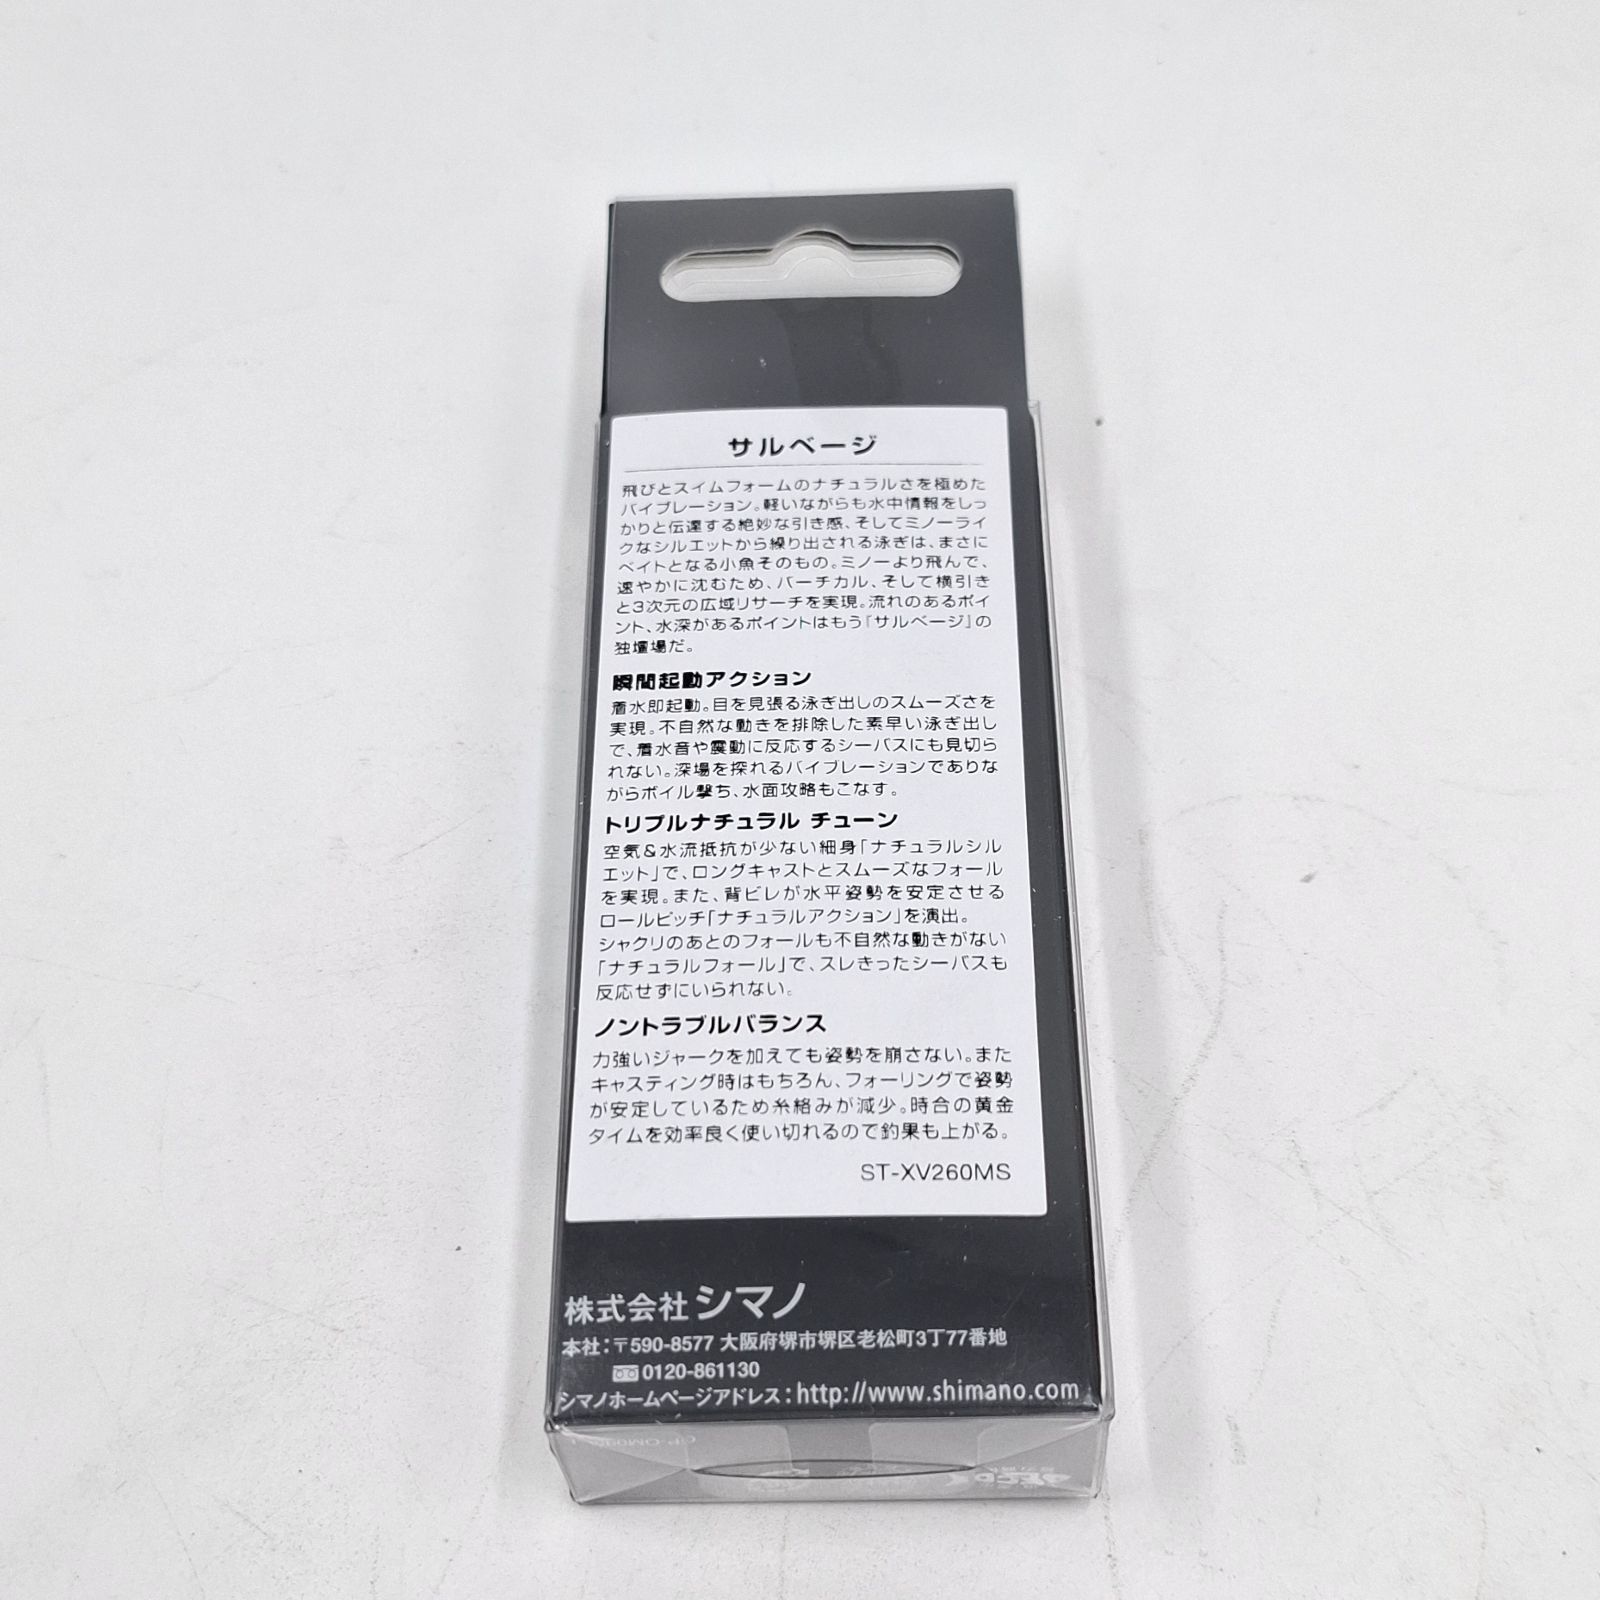 サルベージ
飛びとスイムフォームのナチュラルさを極めた
バイブレーション。軽いながらも水中情報をしっ
かりと伝達する絶妙な引き感、そしてミノーライ
クなシルエットから繰り出される泳ぎは、まさに
ベイトとなる小魚そのもの。ミノーより飛んで、
速やかに沈むため、バーチカル、そして横引き
と3次元の広域リサーチを実現。流れのあるポイ
ント、水深があるポイントはもう「サルベージ」の
独壇場だ。
瞬間起動アクション
着水即起動。目を見張る泳ぎ出しのスムーズさを
実現。不自然な動きを排除した素早い泳ぎ出し
で、着水音や震動に反応するシーバスにも見切ら
れない。深場を探れるバイブレーションでありな
がらボイル撃ち、水面攻略もこなす。
トリプルナチュラル チューン
空気&水流抵抗が少ない細身「ナチュラルシル
エット」で、ロングキャストとスムーズなフォール
を実現。また、背ビレが水平姿勢を安定させる
ロールピッチ「ナチュラルアクション」を演出。
シャクリのあとのフォールも不自然な動きがない
「ナチュラルフォール」で、スレきったシーバスも
反応せずにいられない。
ノントラブルバランス
力強いジャークを加えても姿勢を崩さない。また
キャスティング時はもちろん、フォーリングで姿勢
が安定しているため糸絡みが減少。時合の黄金
タイムを効率良く使い切れるので釣果も上がる。
ST-XV260MS
株式会社 シマノ
本社:〒590-8577 大阪府堺市堺区老松町3丁77番地
0120-861130
シマノホームページアドレス:http://www.shimano.com